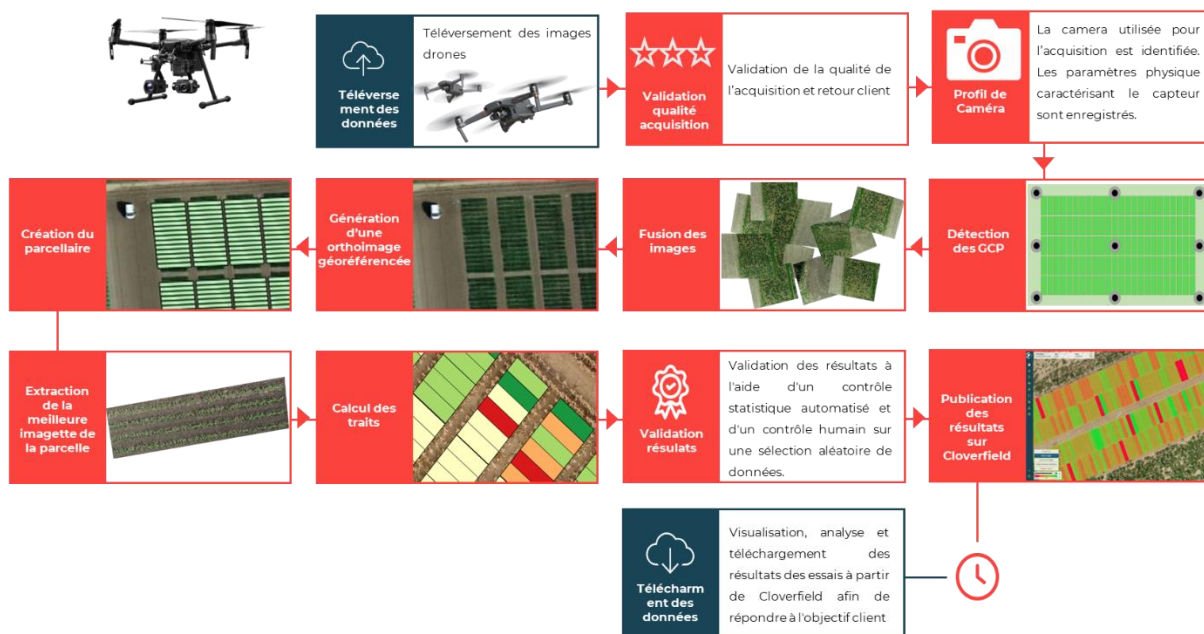 Téléverse
ment des
données
Téléversement des images
drones
Validation
qualité
acquisition
Validation de la qualité de
l'acquisition et retour client
Profil de
Caméra
La camera utilisée pour
l'acquisition est identifiée.
Les paramètres physique
caractérisant le capteur
sont enregistrés.
Détection
des GCP
Fusion des
images
Génération
d'une
orthoimage
géoréférencée
Création du
parcellaire
Extraction
de la
meilleure
imagette de
la parcelle
Calcul des
traits
Validation
résulats
Validation des résultats à
l'aide d'un contrôle
statistique automatisé et
d'un contrôle humain sur
une sélection aléatoire de
données.
Publication
des
résultats sur
Cloverfield
Télécharm
ent des
données
Visualisation, analyse et
téléchargement des
résultats des essais à partir
de Cloverfield afin de
répondre à l'objectif client